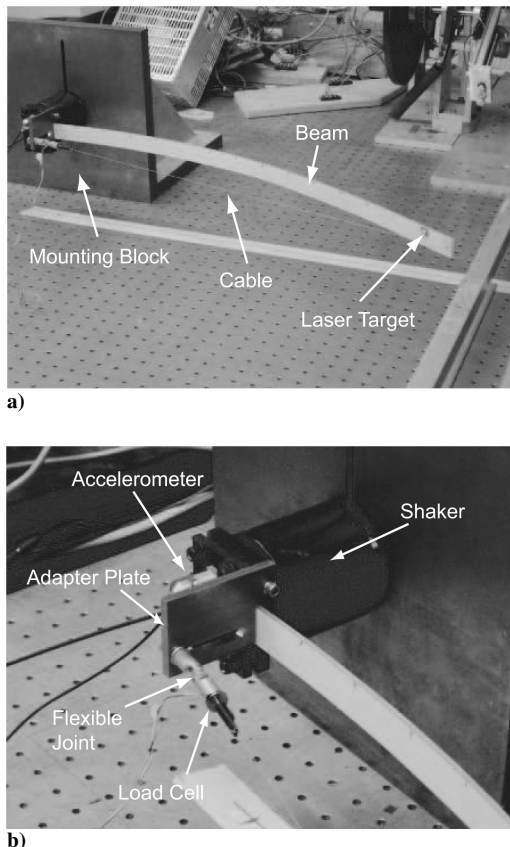 Beam
Mounting Block
Cable
Laser Target
a)
Accelerometer
Shaker
Adapter Plate
Flexible
Joint
Load Cell
b)